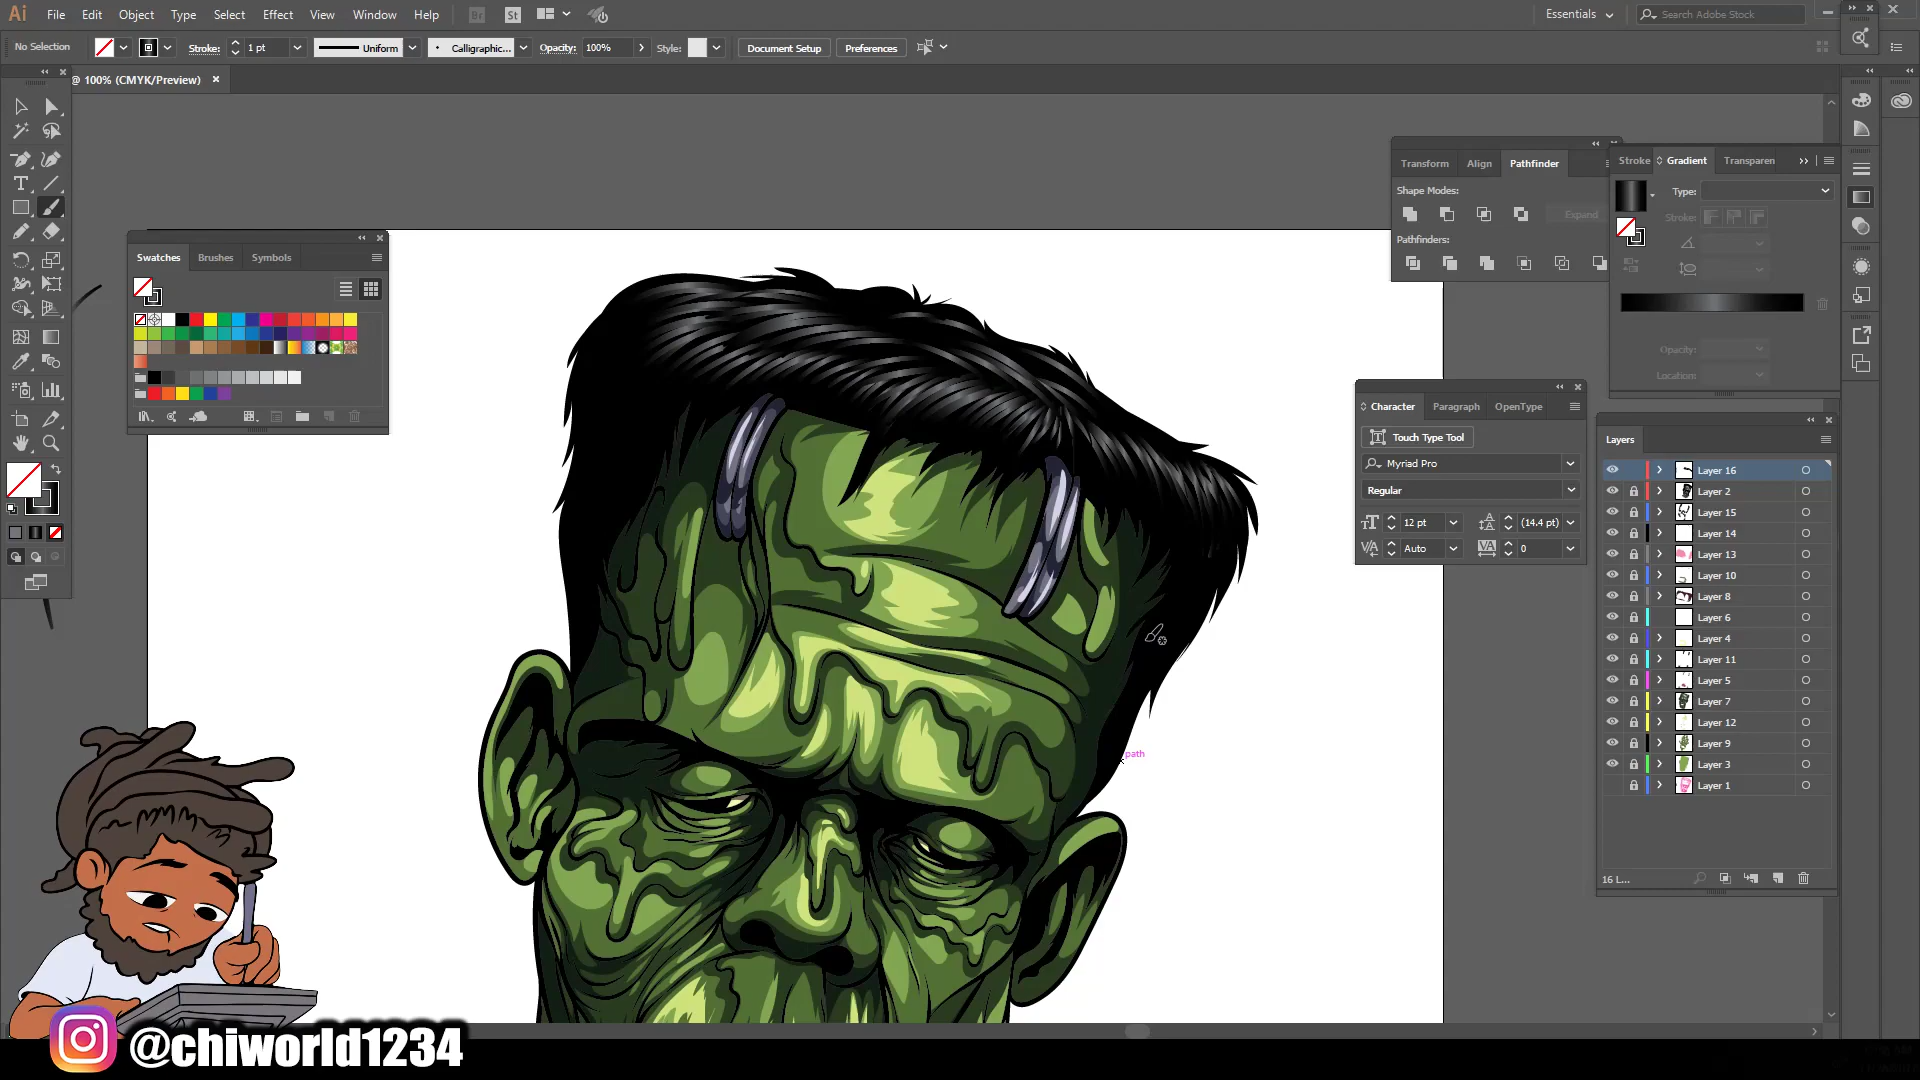 Ai File Edit Object Type Select Effect View Window Help Br St Essentials Search Adobe Stock
No Selection Stroke: 1 pt Uniform Calligraphic... Opacity: 100% Style: Document Setup Preferences
@ 100% (CMYK/Preview) ×
Swatches Brushes Symbols
Transform Align Pathfinder
Shape Modes:
Expand
Pathfinders:
Stroke Gradient Transparen
Type:
Stroke:
Opacity:
Location:
Character Paragraph OpenType
Touch Type Tool
Myriad Pro
Regular
12 pt (14.4 pt)
Auto 0
Layers
Layer 16
Layer 2
Layer 15
Layer 14
Layer 13
Layer 10
Layer 8
Layer 6
Layer 4
Layer 11
Layer 5
Layer 7
Layer 12
Layer 9
Layer 3
Layer 1
16 L...
path
@chiworld1234